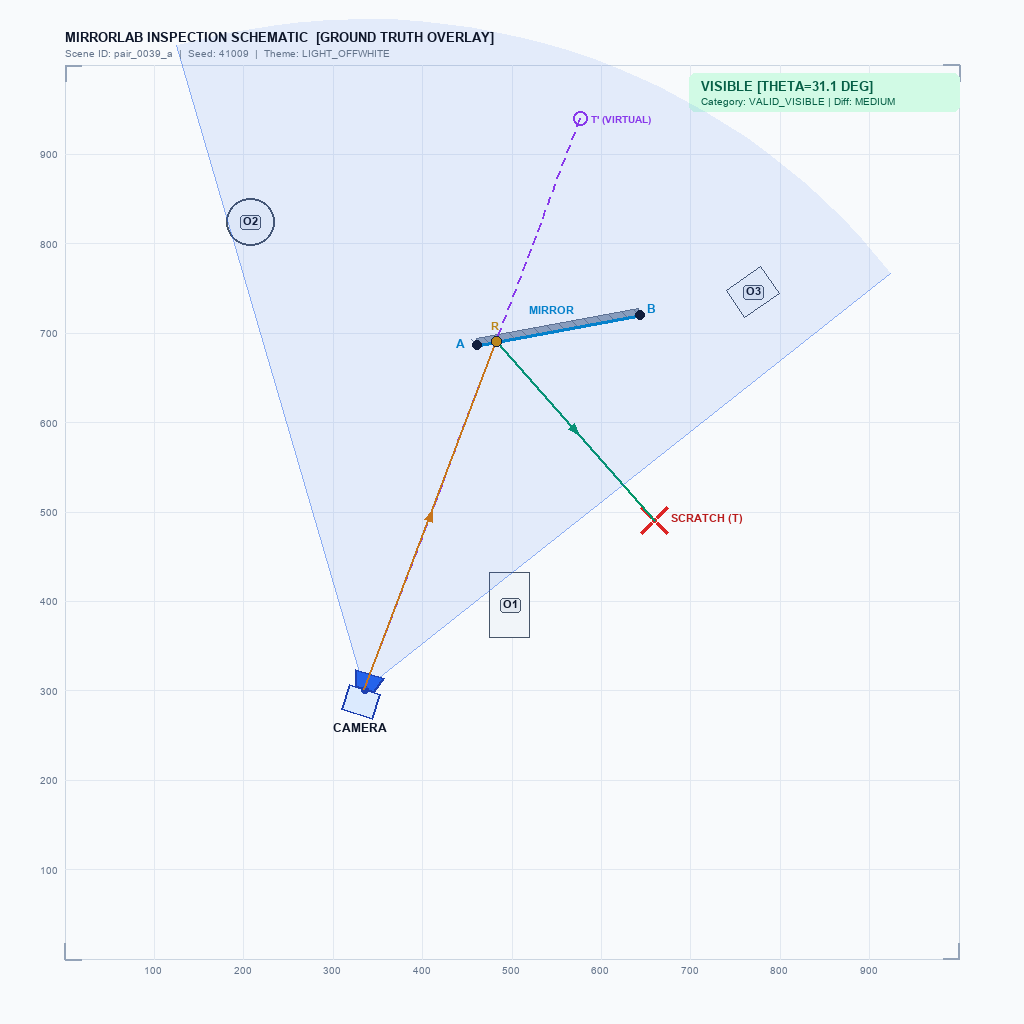 MIRRORLAB INSPECTION SCHEMATIC  [GROUND TRUTH OVERLAY]
Scene ID: pair_0039_a  |  Seed: 41009  |  Theme: LIGHT_OFFWHITE
VISIBLE [THETA=31.1 DEG]
Category: VALID_VISIBLE | Diff: MEDIUM
T' (VIRTUAL)
900
O2
800
O3
MIRROR
B
R
A
700
600
SCRATCH (T)
500
O1
400
300
CAMERA
200
100
100 200 300 400 500 600 700 800 900